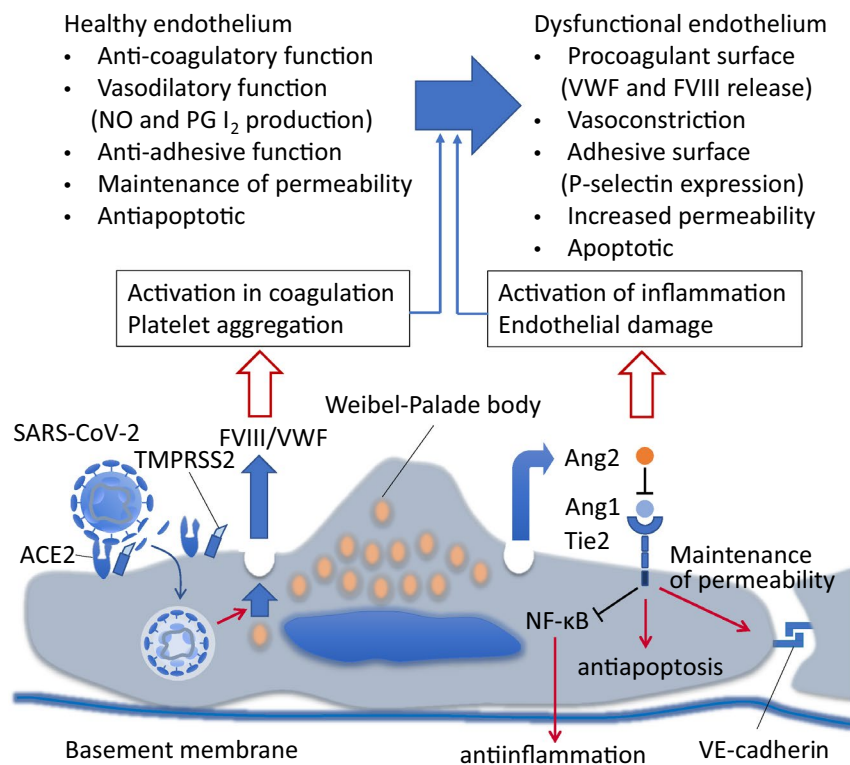 Healthy endothelium
• Anti-coagulatory function
• Vasodilatory function
(NO and PG I₂ production)
• Anti-adhesive function
• Maintenance of permeability
• Antiapoptotic
Dysfunctional endothelium
• Procoagulant surface
(VWF and FVIII release)
• Vasoconstriction
• Adhesive surface
(P-selectin expression)
• Increased permeability
• Apoptotic
Activation in coagulation
Platelet aggregation
Activation of inflammation
Endothelial damage
Weibel-Palade body
SARS-CoV-2
FVIII/VWF
TMPRSS2
ACE2
Ang2
Ang1
Tie2
Maintenance
of permeability
NF-κB
antiapoptosis
Basement membrane
antiinflammation
VE-cadherin